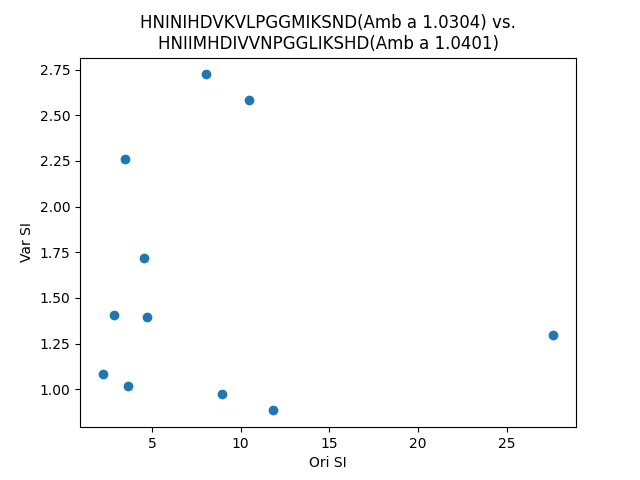 HNINIHDVKVLPGGMIKSND(Amb a 1.0304) vs.
HNIIMHDIVVNPGGLIKSHD(Amb a 1.0401)
2.75
2.50
2.25
2.00
1.75
1.50
1.25
1.00
Var SI
5 10 15 20 25
Ori SI